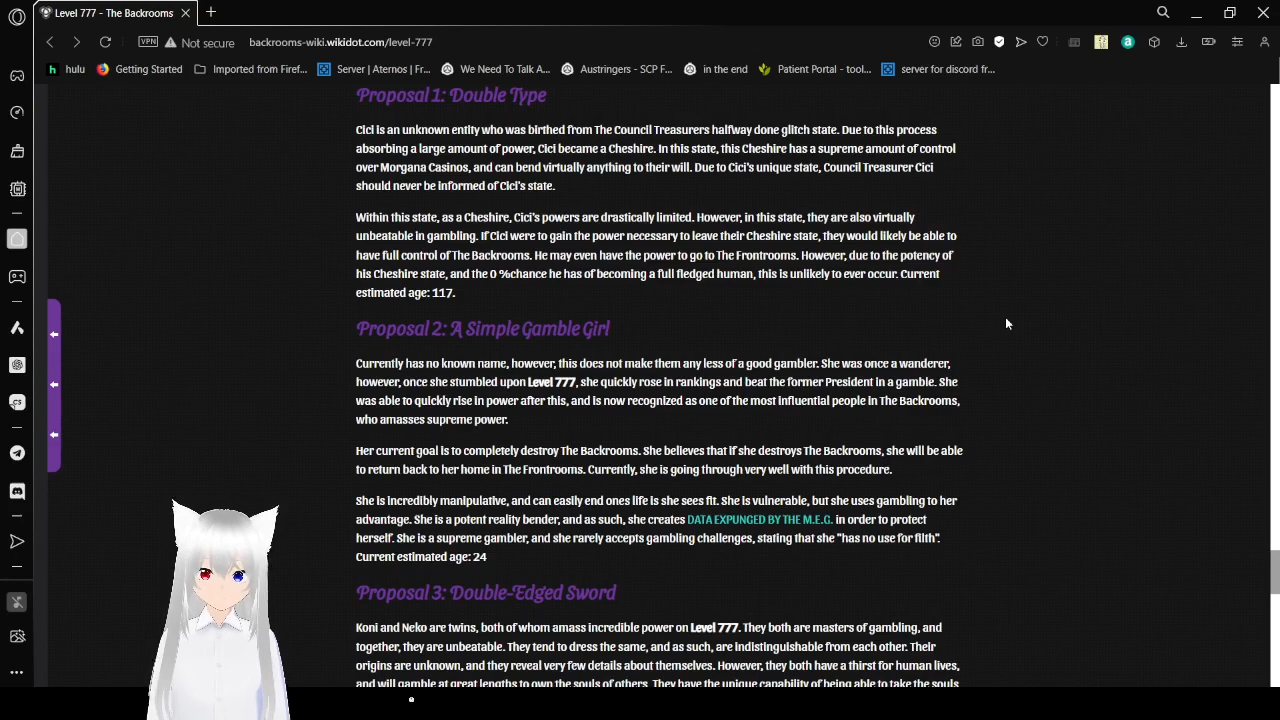 Level 777 - The Backrooms
VPN
Not secure
backrooms-wiki.wikidot.com/level-777
hulu
Getting Started
Imported from Firef...
Server | Aternos | Fr...
We Need To Talk A...
Austringers - SCP F...
in the end
Patient Portal - tool...
server for discord fr...
Proposal 1: Double Type
Cici is an unknown entity who was birthed from The Council Treasurers halfway done glitch state. Due to this process
absorbing a large amount of power, Cici became a Cheshire. In this state, this Cheshire has a supreme amount of control
over Morgana Casinos, and can bend virtually anything to their will. Due to Cici's unique state, Council Treasurer Cici
should never be informed of Cici's state.
Within this state, as a Cheshire, Cici's powers are drastically limited. However, in this state, they are also virtually
unbeatable in gambling. If Cici were to gain the power necessary to leave their Cheshire state, they would likely be able to
have full control of The Backrooms. He may even have the power to go to The Frontrooms. However, due to the potency of
his Cheshire state, and the 0 %chance he has of becoming a full fledged human, this is unlikely to ever occur. Current
estimated age: 117.
Proposal 2: A Simple Gamble Girl
Currently has no known name, however, this does not make them any less of a good gambler. She was once a wanderer,
however, once she stumbled upon Level 777, she quickly rose in rankings and beat the former President in a gamble. She
was able to quickly rise in power after this, and is now recognized as one of the most influential people in The Backrooms,
who amasses supreme power.
Her current goal is to completely destroy The Backrooms. She believes that if she destroys The Backrooms, she will be able
to return back to her home in The Frontrooms. Currently, she is going through very well with this procedure.
She is incredibly manipulative, and can easily end ones life is she sees fit. She is vulnerable, but she uses gambling to her
advantage. She is a potent reality bender, and as such, she creates DATA EXPUNGED BY THE M.E.G. in order to protect
herself. She is a supreme gambler, and she rarely accepts gambling challenges, stating that she "has no use for filth".
Current estimated age: 24
Proposal 3: Double-Edged Sword
Koni and Neko are twins, both of whom amass incredible power on Level 777. They both are masters of gambling, and
together, they are unbeatable. They tend to dress the same, and as such, are indistinguishable from each other. Their
origins are unknown, and they reveal very few details about themselves. However, they both have a thirst for human lives,
and will gamble at great lengths to own the souls of others. They have the unique capability of being able to take the souls